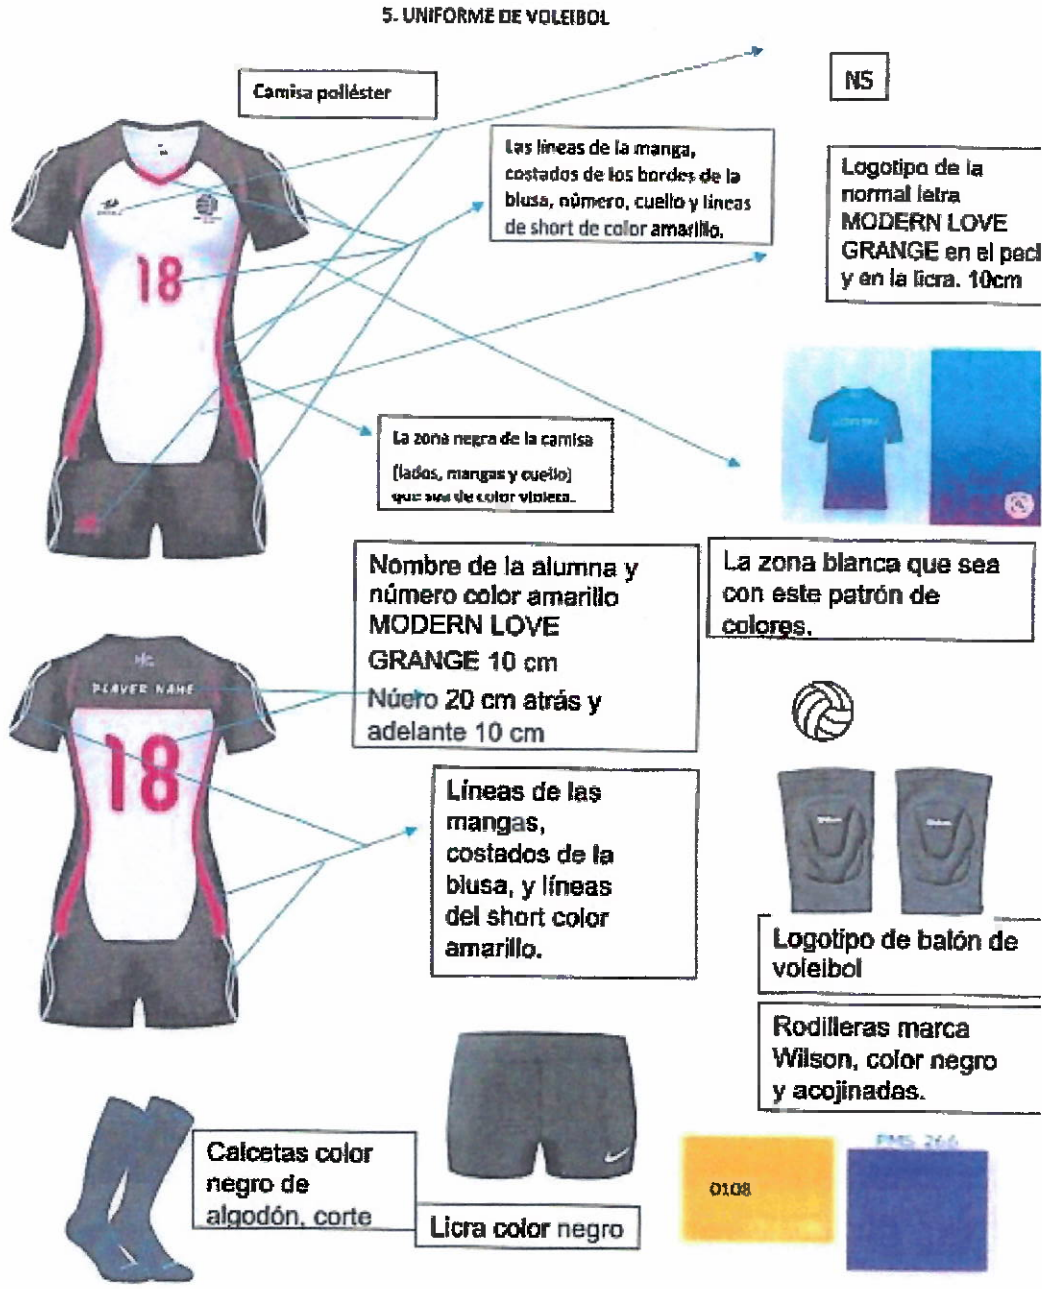 5. UNIFORME DE VOLEIBOL
Camisa poliéster
NS
Las líneas de la manga,
costados de los bordes de la
blusa, número, cuello y líneas
de short de color amarillo.
Logotipo de la
normal letra
MODERN LOVE
GRANGE en el pech
y en la licra. 10cm
18
La zona negra de la camisa
(lados, mangas y cuello)
que sea de color violeta.
Nombre de la alumna y
número color amarillo
MODERN LOVE
GRANGE 10 cm
Núero 20 cm atrás y
adelante 10 cm
La zona blanca que sea
con este patrón de
colores.
PLAYER NAME
18
Líneas de las
mangas,
costados de la
blusa, y líneas
del short color
amarillo.
Wilson
Wilson
Logotipo de balón de
voleibol
Rodilleras marca
Wilson, color negro
y acojinadas.
Calcetas color
negro de
algodón, corte
Licra color negro
0108
PMS 266